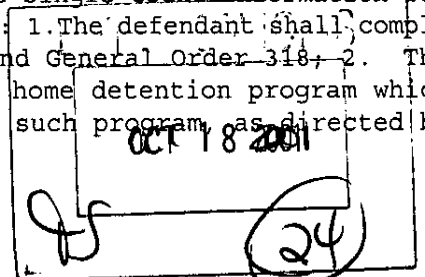 : 1.The defendant shall compl
nd General Order 318; 2. Th
home detention program whic
such program, as directed b
OCT 18 2001
24